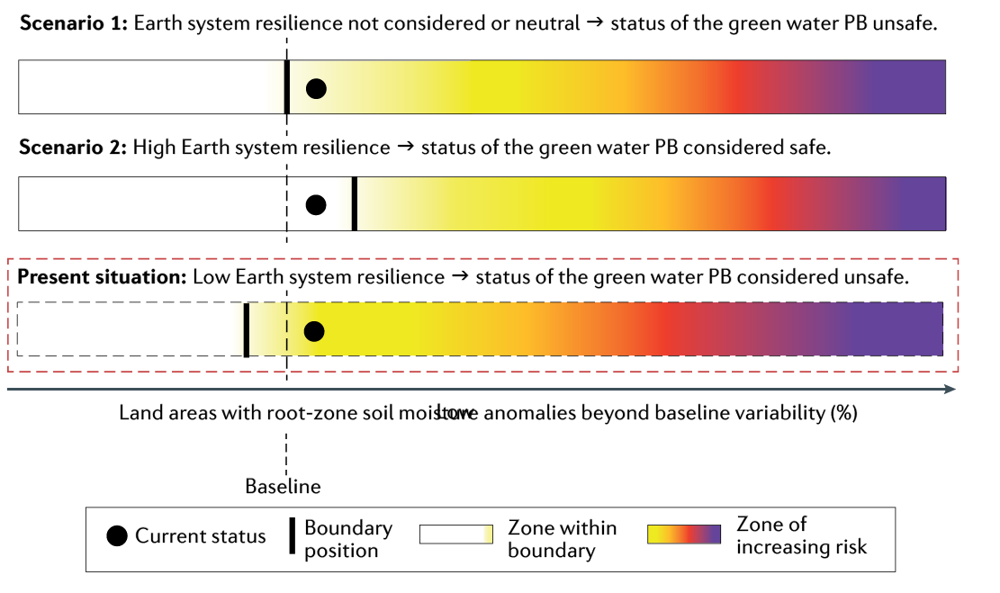 Scenario 1: Earth system resilience not considered or neutral → status of the green water PB unsafe.
Scenario 2: High Earth system resilience → status of the green water PB considered safe.
Present situation: Low Earth system resilience → status of the green water PB considered unsafe.
Land areas with root-zone soil moisture anomalies beyond baseline variability (%)
Low
Baseline
Current status
Boundary
position
Zone within
boundary
Zone of
increasing risk